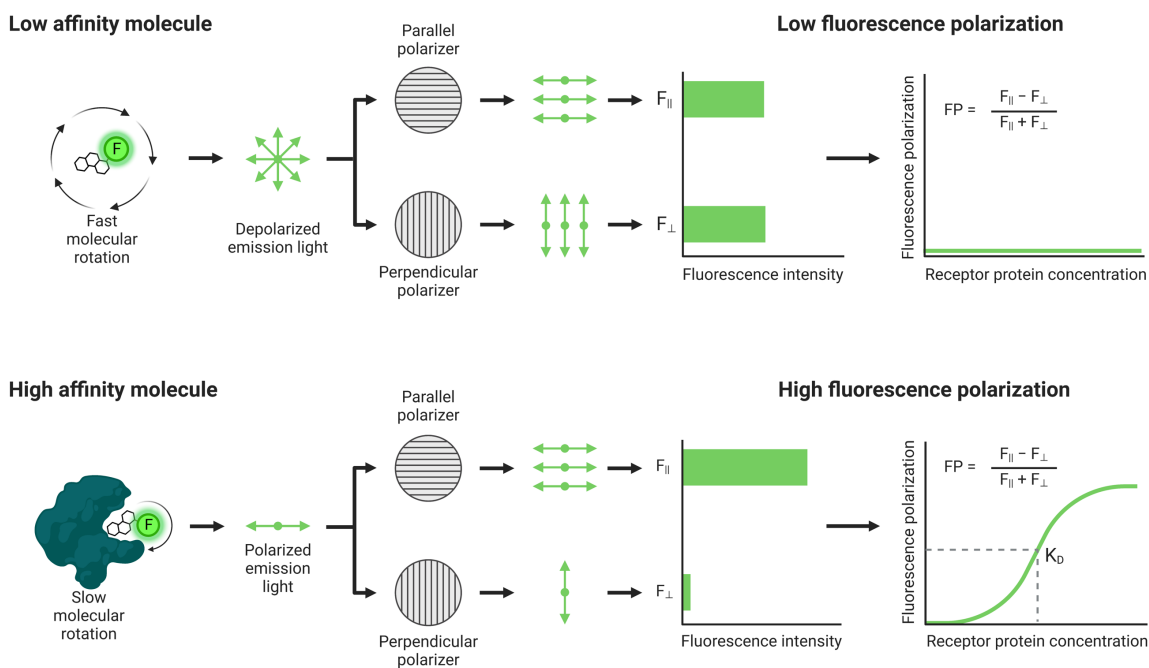 Low affinity molecule
Low fluorescence polarization
Parallel
polarizer
F
Fast
molecular
rotation
Depolarized
emission light
Perpendicular
polarizer
F||
F⊥
Fluorescence intensity
Fluorescence polarization
FP =
F|| − F⊥
F|| + F⊥
Receptor protein concentration
High affinity molecule
High fluorescence polarization
Parallel
polarizer
F
Slow
molecular
rotation
Polarized
emission
light
Perpendicular
polarizer
F||
F⊥
Fluorescence intensity
Fluorescence polarization
FP =
F|| − F⊥
F|| + F⊥
KD
Receptor protein concentration